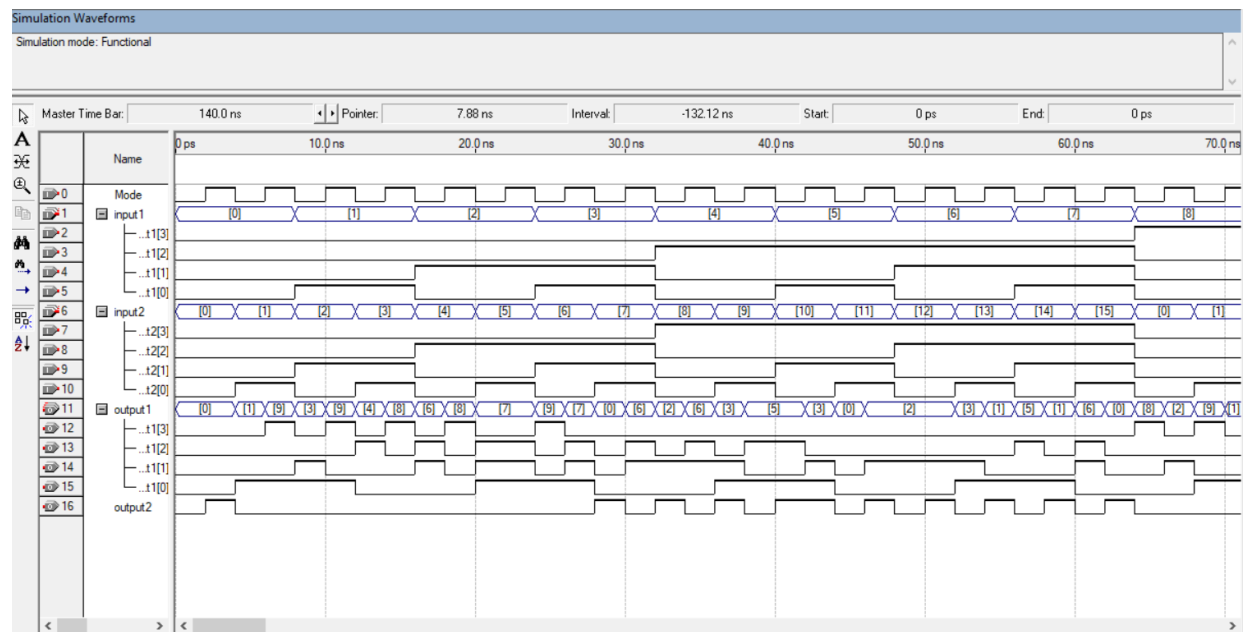 Simulation Waveforms
Simulation mode: Functional
Master Time Bar: 140.0 ns Pointer: 7.88 ns Interval: -132.12 ns Start: 0 ps End: 0 ps
Name
0 ps 10.0 ns 20.0 ns 30.0 ns 40.0 ns 50.0 ns 60.0 ns 70.0 ns
0 Mode
1 input1 [0] [1] [2] [3] [4] [5] [6] [7] [8]
2 ...t1[3]
3 ...t1[2]
4 ...t1[1]
5 ...t1[0]
6 input2 [0] [1] [2] [3] [4] [5] [6] [7] [8] [9] [10] [11] [12] [13] [14] [15] [0] [1]
7 ...t2[3]
8 ...t2[2]
9 ...t2[1]
10 ...t2[0]
11 output1 [0] [1] [9] [3] [9] [4] [8] [6] [8] [7] [9] [7] [0] [6] [2] [6] [3] [5] [3] [0] [2] [3] [1] [5] [1] [6] [0] [8] [2] [9] [1]
12 ...t1[3]
13 ...t1[2]
14 ...t1[1]
15 ...t1[0]
16 output2